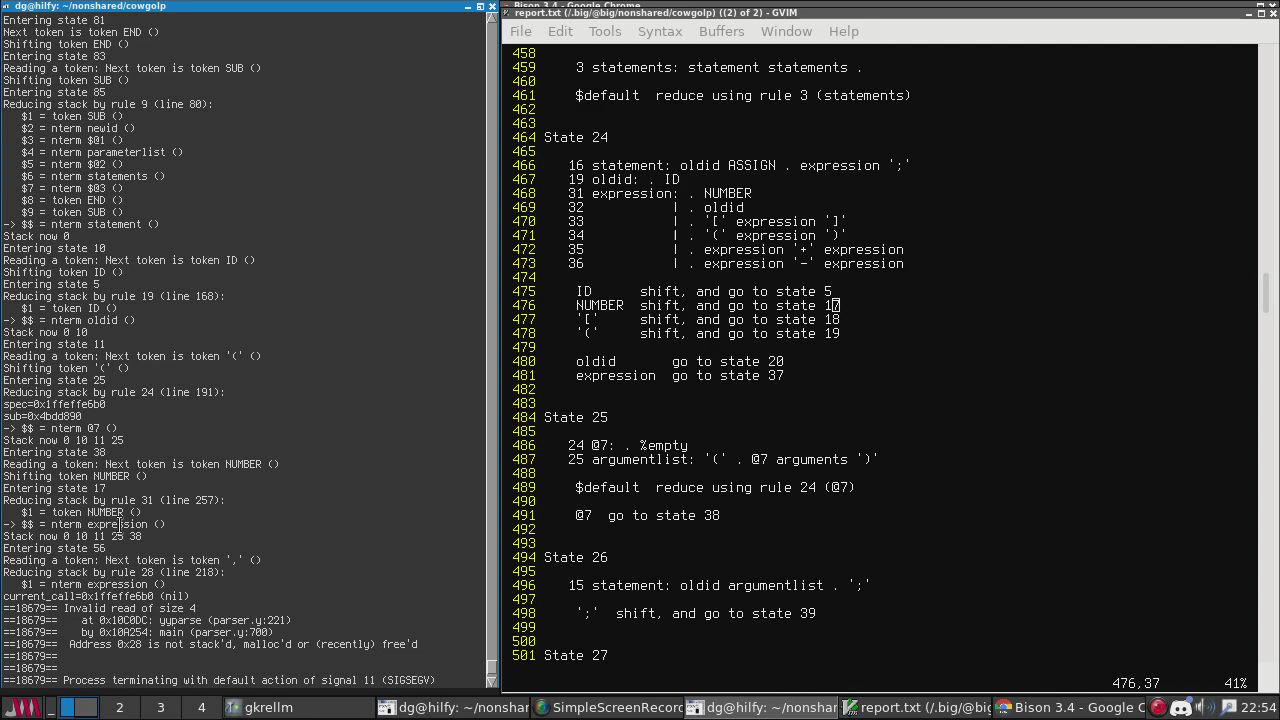 dg@hilfy: ~/nonshared/cowgolp
Entering state 81
Next token is token END ()
Shifting token END ()
Entering state 83
Reading a token: Next token is token SUB ()
Shifting token SUB ()
Entering state 85
Reducing stack by rule 9 (line 80):
$1 = token SUB ()
$2 = nterm newid ()
$3 = nterm $@1 ()
$4 = nterm parameterlist ()
$5 = nterm $@2 ()
$6 = nterm statements ()
$7 = nterm $@3 ()
$8 = token END ()
$9 = token SUB ()
-> $$ = nterm statement ()
Stack now 0
Entering state 10
Reading a token: Next token is token ID ()
Shifting token ID ()
Entering state 5
Reducing stack by rule 19 (line 168):
$1 = token ID ()
-> $$ = nterm oldid ()
Stack now 0 10
Entering state 11
Reading a token: Next token is token '(' ()
Shifting token '(' ()
Entering state 25
Reducing stack by rule 24 (line 191):
spec=0x1ffeffe6b0
sub=0x4bdd890
-> $$ = nterm @7 ()
Stack now 0 10 11 25
Entering state 38
Reading a token: Next token is token NUMBER ()
Shifting token NUMBER ()
Entering state 17
Reducing stack by rule 31 (line 257):
$1 = token NUMBER ()
-> $$ = nterm expression ()
Stack now 0 10 11 25 38
Entering state 56
Reading a token: Next token is token ',' ()
Reducing stack by rule 28 (line 218):
$1 = nterm expression ()
current_call=0x1ffeffe6b0 (nil)
==18679== Invalid read of size 4
==18679==    at 0x10C0DC: yyparse (parser.y:221)
==18679==    by 0x10A254: main (parser.y:700)
==18679==  Address 0x28 is not stack'd, malloc'd or (recently) free'd
==18679==
==18679==
==18679== Process terminating with default action of signal 11 (SIGSEGV)
Bison 3.4 - Google Chrome
report.txt (/.big/@big/nonshared/cowgolp) ((2) of 2) - GVIM
File Edit Tools Syntax Buffers Window Help
458
459 3 statements: statement statements .
460
461 $default reduce using rule 3 (statements)
462
463
464 State 24
465
466 16 statement: oldid ASSIGN . expression ';'
467 19 oldid: . ID
468 31 expression: . NUMBER
469 32 | . oldid
470 33 | . '[' expression ']'
471 34 | . '(' expression ')'
472 35 | . expression '+' expression
473 36 | . expression '-' expression
474
475 ID shift, and go to state 5
476 NUMBER shift, and go to state 17
477 '[' shift, and go to state 18
478 '(' shift, and go to state 19
479
480 oldid go to state 20
481 expression go to state 37
482
483
484 State 25
485
486 24 @7: . %empty
487 25 argumentlist: '(' . @7 arguments ')'
488
489 $default reduce using rule 24 (@7)
490
491 @7 go to state 38
492
493
494 State 26
495
496 15 statement: oldid argumentlist . ';'
497
498 ';' shift, and go to state 39
499
500
501 State 27
476,37 41%
2 3 4 gkrellm dg@hilfy: ~/nonshar SimpleScreenRecord dg@hilfy: ~/nonshar report.txt (/.big/@big Bison 3.4 - Google C 22:54